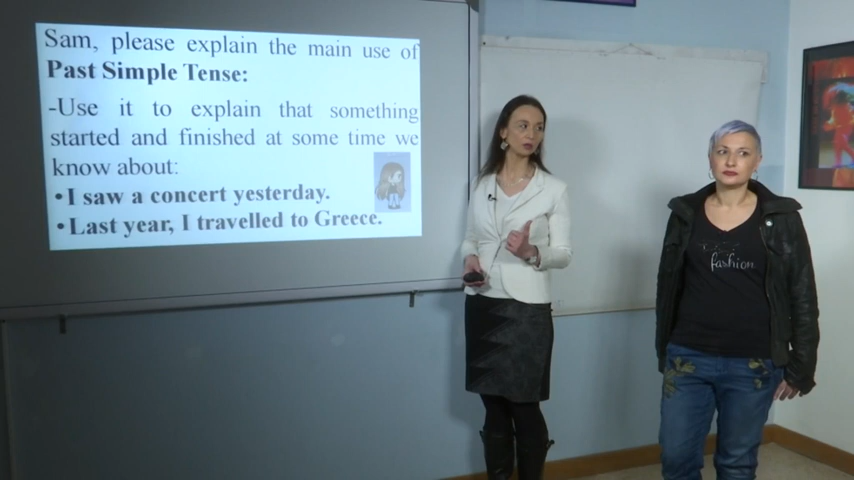 Sam, please explain the main use of
Past Simple Tense:
-Use it to explain that something
started and finished at some time we
know about:
•I saw a concert yesterday.
•Last year, I travelled to Greece.
fashion